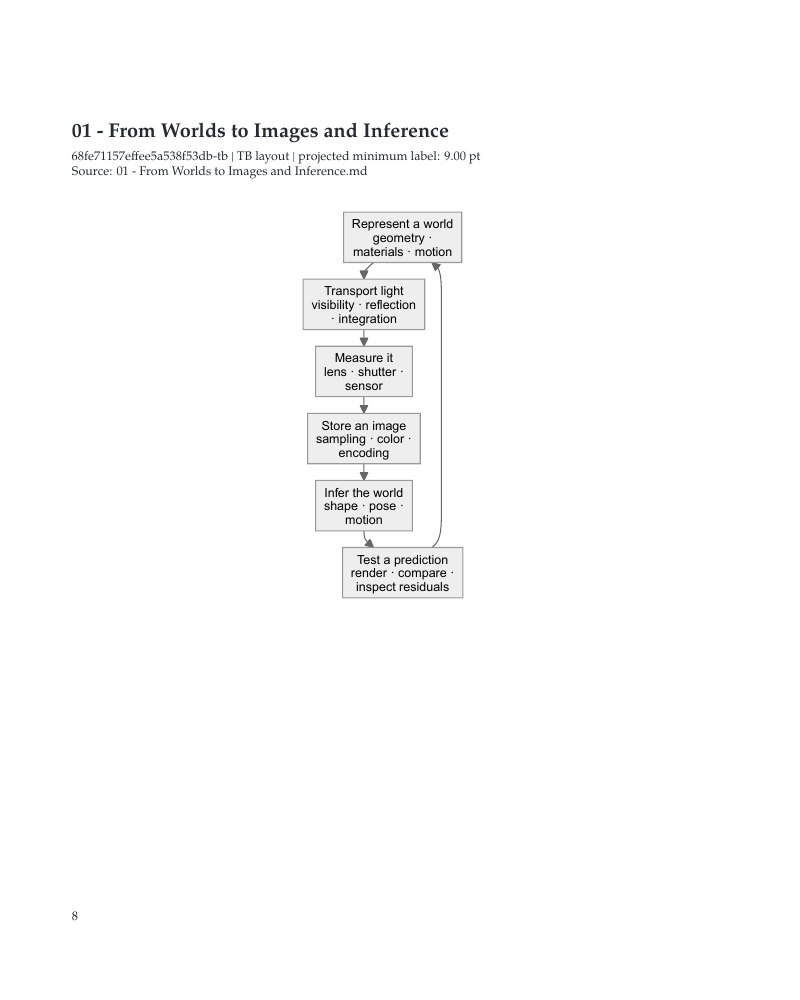 01 - From Worlds to Images and Inference
68fe71157effee5a538f53db-tb | TB layout | projected minimum label: 9.00 pt
Source: 01 - From Worlds to Images and Inference.md
Represent a world
geometry ·
materials · motion
Transport light
visibility · reflection
· integration
Measure it
lens · shutter ·
sensor
Store an image
sampling · color ·
encoding
Infer the world
shape · pose ·
motion
Test a prediction
render · compare ·
inspect residuals
8